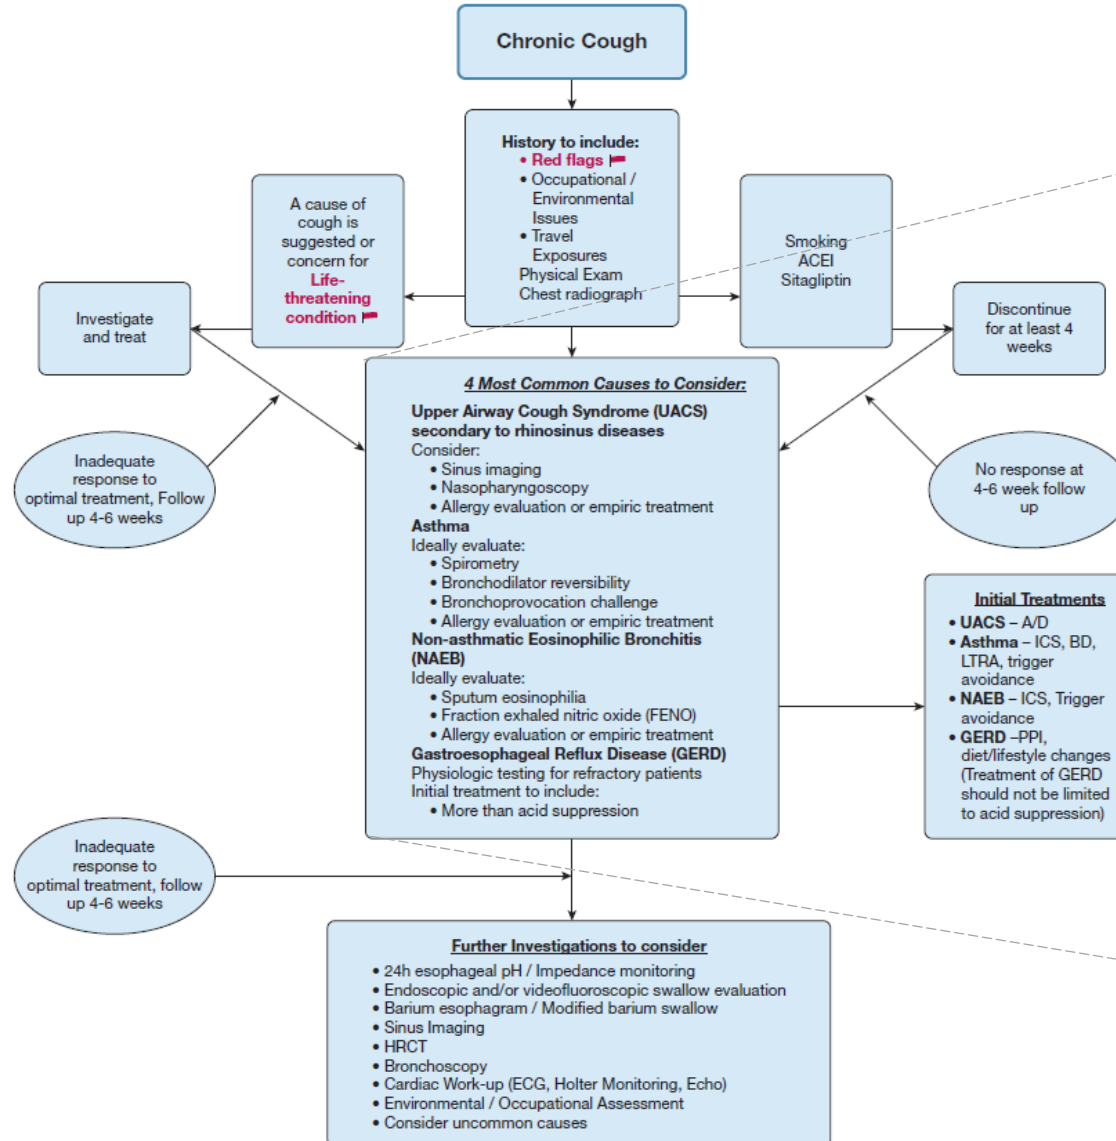 Chronic Cough
History to include:
• Red flags
• Occupational /
Environmental
Issues
• Travel
Exposures
Physical Exam
Chest radiograph
A cause of
cough is
suggested or
concern for
Life-
threatening
condition
Smoking
ACEI
Sitagliptin
Investigate
and treat
Discontinue
for at least 4
weeks
Inadequate
response to
optimal treatment, Follow
up 4-6 weeks
No response at
4-6 week follow
up
4 Most Common Causes to Consider:
Upper Airway Cough Syndrome (UACS)
secondary to rhinosinus diseases
Consider:
• Sinus imaging
• Nasopharyngoscopy
• Allergy evaluation or empiric treatment
Asthma
Ideally evaluate:
• Spirometry
• Bronchodilator reversibility
• Bronchoprovocation challenge
• Allergy evaluation or empiric treatment
Non-asthmatic Eosinophilic Bronchitis
(NAEB)
Ideally evaluate:
• Sputum eosinophilia
• Fraction exhaled nitric oxide (FENO)
• Allergy evaluation or empiric treatment
Gastroesophageal Reflux Disease (GERD)
Physiologic testing for refractory patients
Initial treatment to include:
• More than acid suppression
Initial Treatments
• UACS – A/D
• Asthma – ICS, BD,
LTRA, trigger
avoidance
• NAEB – ICS, Trigger
avoidance
• GERD –PPI,
diet/lifestyle changes
(Treatment of GERD
should not be limited
to acid suppression)
Inadequate
response to
optimal treatment, follow
up 4-6 weeks
Further Investigations to consider
• 24h esophageal pH / Impedance monitoring
• Endoscopic and/or videofluoroscopic swallow evaluation
• Barium esophagram / Modified barium swallow
• Sinus Imaging
• HRCT
• Bronchoscopy
• Cardiac Work-up (ECG, Holter Monitoring, Echo)
• Environmental / Occupational Assessment
• Consider uncommon causes